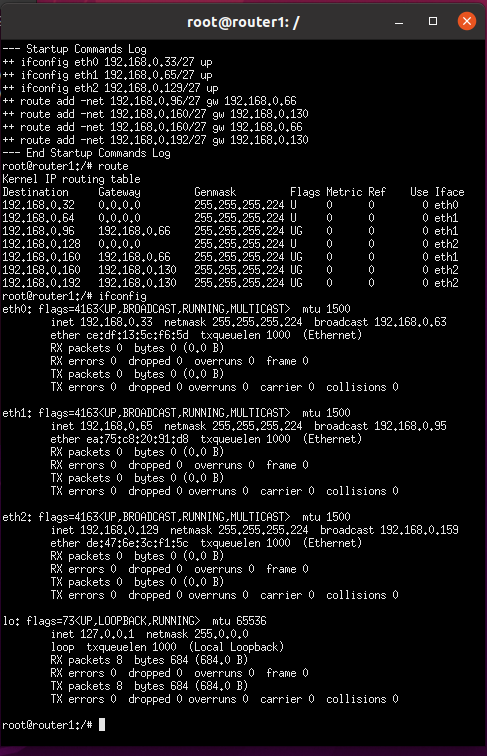 root@router1: /
--- Startup Commands Log
++ ifconfig eth0 192.168.0.33/27 up
++ ifconfig eth1 192.168.0.65/27 up
++ ifconfig eth2 192.168.0.129/27 up
++ route add -net 192.168.0.96/27 gw 192.168.0.66
++ route add -net 192.168.0.160/27 gw 192.168.0.130
++ route add -net 192.168.0.160/27 gw 192.168.0.66
++ route add -net 192.168.0.192/27 gw 192.168.0.130
--- End Startup Commands Log
root@router1:/# route
Kernel IP routing table
Destination     Gateway         Genmask         Flags Metric Ref    Use Iface
192.168.0.32    0.0.0.0         255.255.255.224 U     0      0        0 eth0
192.168.0.64    0.0.0.0         255.255.255.224 U     0      0        0 eth1
192.168.0.96    192.168.0.66    255.255.255.224 UG    0      0        0 eth1
192.168.0.128   0.0.0.0         255.255.255.224 U     0      0        0 eth2
192.168.0.160   192.168.0.66    255.255.255.224 UG    0      0        0 eth1
192.168.0.160   192.168.0.130   255.255.255.224 UG    0      0        0 eth2
192.168.0.192   192.168.0.130   255.255.255.224 UG    0      0        0 eth2
root@router1:/# ifconfig
eth0: flags=4163<UP,BROADCAST,RUNNING,MULTICAST>  mtu 1500
        inet 192.168.0.33  netmask 255.255.255.224  broadcast 192.168.0.63
        ether ce:df:13:5c:f6:5d  txqueuelen 1000  (Ethernet)
        RX packets 0  bytes 0 (0.0 B)
        RX errors 0  dropped 0  overruns 0  frame 0
        TX packets 0  bytes 0 (0.0 B)
        TX errors 0  dropped 0 overruns 0  carrier 0  collisions 0

eth1: flags=4163<UP,BROADCAST,RUNNING,MULTICAST>  mtu 1500
        inet 192.168.0.65  netmask 255.255.255.224  broadcast 192.168.0.95
        ether ea:75:c8:20:91:d8  txqueuelen 1000  (Ethernet)
        RX packets 0  bytes 0 (0.0 B)
        RX errors 0  dropped 0  overruns 0  frame 0
        TX packets 0  bytes 0 (0.0 B)
        TX errors 0  dropped 0 overruns 0  carrier 0  collisions 0

eth2: flags=4163<UP,BROADCAST,RUNNING,MULTICAST>  mtu 1500
        inet 192.168.0.129  netmask 255.255.255.224  broadcast 192.168.0.159
        ether de:47:6e:3c:f1:5c  txqueuelen 1000  (Ethernet)
        RX packets 0  bytes 0 (0.0 B)
        RX errors 0  dropped 0  overruns 0  frame 0
        TX packets 0  bytes 0 (0.0 B)
        TX errors 0  dropped 0 overruns 0  carrier 0  collisions 0

lo: flags=73<UP,LOOPBACK,RUNNING>  mtu 65536
        inet 127.0.0.1  netmask 255.0.0.0
        loop  txqueuelen 1000  (Local Loopback)
        RX packets 8  bytes 684 (684.0 B)
        RX errors 0  dropped 0  overruns 0  frame 0
        TX packets 8  bytes 684 (684.0 B)
        TX errors 0  dropped 0 overruns 0  carrier 0  collisions 0

root@router1:/#